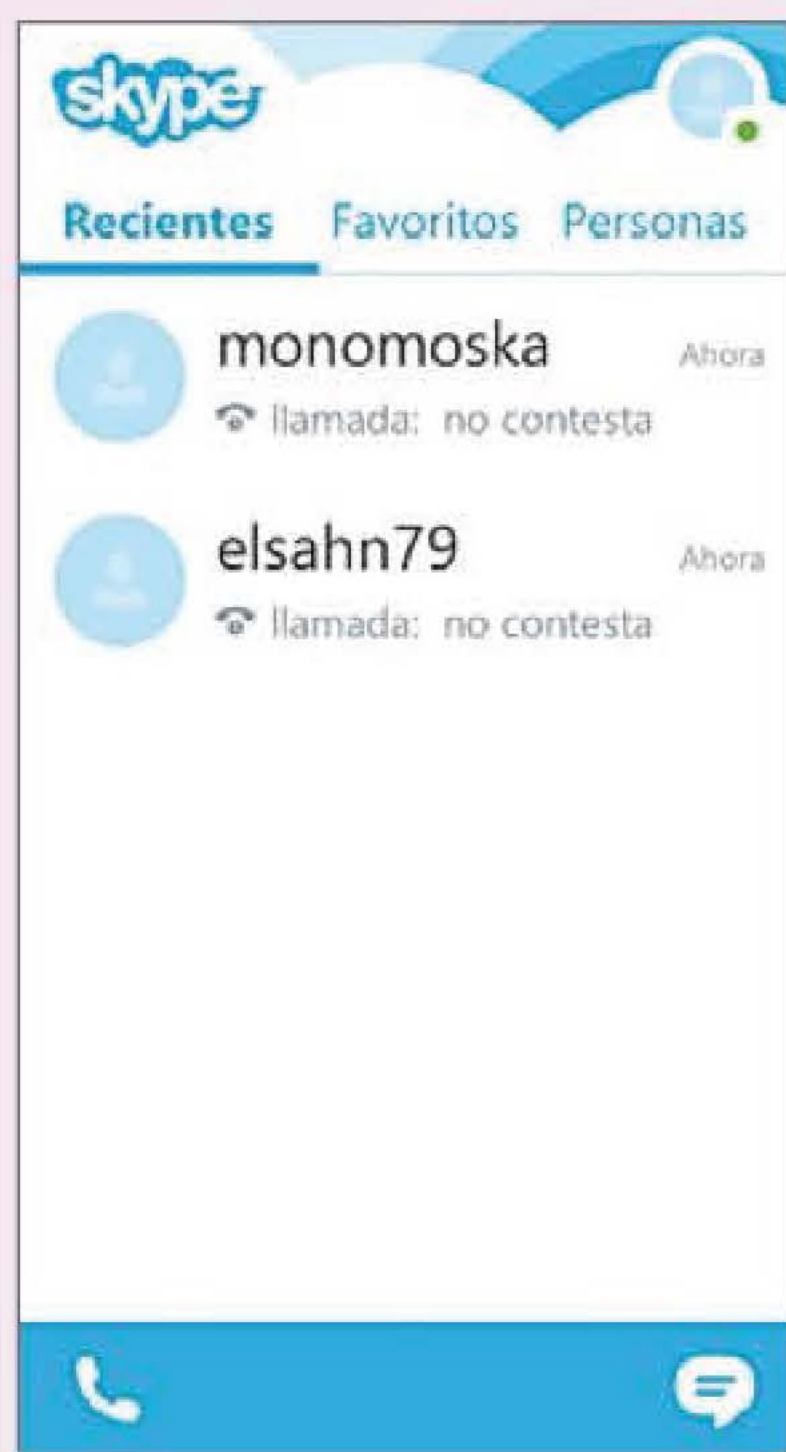 skype
Recientes Favoritos Personas
monomoska Ahora
llamada: no contesta
elsahn79 Ahora
llamada: no contesta